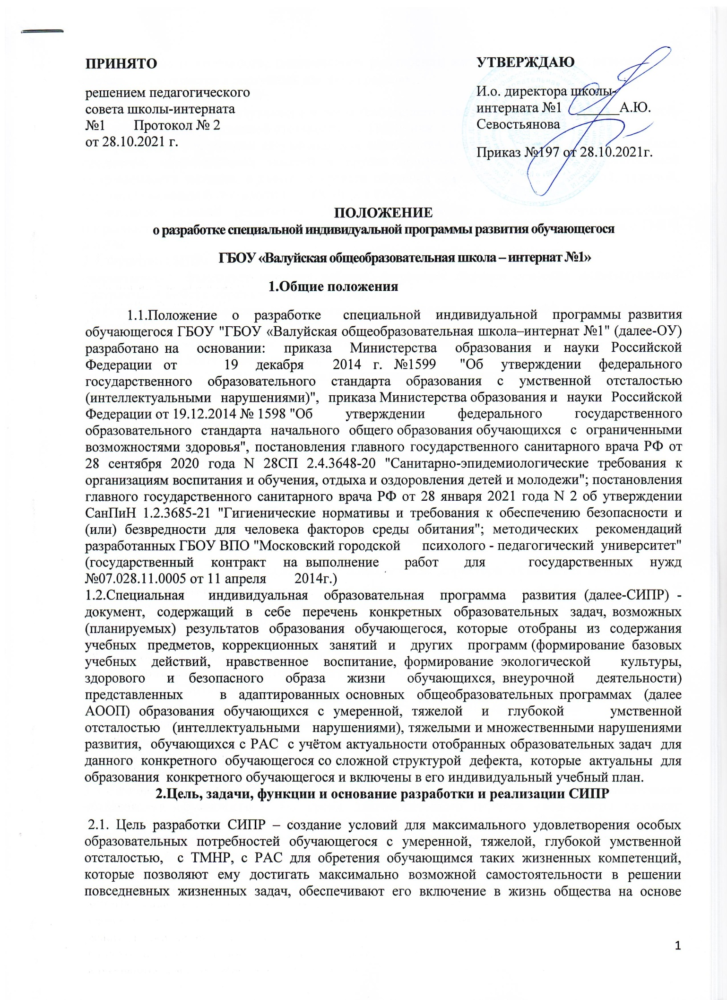 ПРИНЯТО
решением педагогического
совета школы-интерната
№1 Протокол № 2
от 28.10.2021 г.
УТВЕРЖДАЮ
И.о. директора школы-
интерната №1 ______А.Ю.
Севостьянова
Приказ №197 от 28.10.2021г.
ПОЛОЖЕНИЕ
о разработке специальной индивидуальной программы развития обучающегося
ГБОУ «Валуйская общеобразовательная школа – интернат №1»
1.Общие положения
1.1.Положение о разработке специальной индивидуальной программы развития
обучающегося ГБОУ "ГБОУ «Валуйская общеобразовательная школа–интернат №1" (далее-ОУ)
разработано на основании: приказа Министерства образования и науки Российской
Федерации от 19 декабря 2014 г. №1599 "Об утверждении федерального
государственного образовательного стандарта образования с умственной отсталостью
(интеллектуальными нарушениями)", приказа Министерства образования и науки Российской
Федерации от 19.12.2014 № 1598 "Об утверждении федерального государственного
образовательного стандарта начального общего образования обучающихся с ограниченными
возможностями здоровья", постановления главного государственного санитарного врача РФ от
28 сентября 2020 года N 28СП 2.4.3648-20 "Санитарно-эпидемиологические требования к
организациям воспитания и обучения, отдыха и оздоровления детей и молодежи"; постановления
главного государственного санитарного врача РФ от 28 января 2021 года N 2 об утверждении
СанПиН 1.2.3685-21 "Гигиенические нормативы и требования к обеспечению безопасности и
(или) безвредности для человека факторов среды обитания"; методических рекомендаций
разработанных ГБОУ ВПО "Московский городской психолого - педагогический университет"
(государственный контракт на выполнение работ для государственных нужд
№07.028.11.0005 от 11 апреля 2014г.)
1.2.Специальная индивидуальная образовательная программа развития (далее-СИПР) -
документ, содержащий в себе перечень конкретных образовательных задач, возможных
(планируемых) результатов образования обучающегося, которые отобраны из содержания
учебных предметов, коррекционных занятий и других программ (формирование базовых
учебных действий, нравственное воспитание, формирование экологической культуры,
здорового и безопасного образа жизни обучающихся, внеурочной деятельности)
представленных в адаптированных основных общеобразовательных программах (далее
АООП) образования обучающихся с умеренной, тяжелой и глубокой умственной
отсталостью (интеллектуальными нарушениями), тяжелыми и множественными нарушениями
развития, обучающихся с РАС с учётом актуальности отобранных образовательных задач для
данного конкретного обучающегося со сложной структурой дефекта, которые актуальны для
образования конкретного обучающегося и включены в его индивидуальный учебный план.
2.Цель, задачи, функции и основание разработки и реализации СИПР
2.1. Цель разработки СИПР – создание условий для максимального удовлетворения особых
образовательных потребностей обучающегося с умеренной, тяжелой, глубокой умственной
отсталостью, с ТМНР, с РАС для обретения обучающимся таких жизненных компетенций,
которые позволяют ему достигать максимально возможной самостоятельности в решении
повседневных жизненных задач, обеспечивают его включение в жизнь общества на основе
1